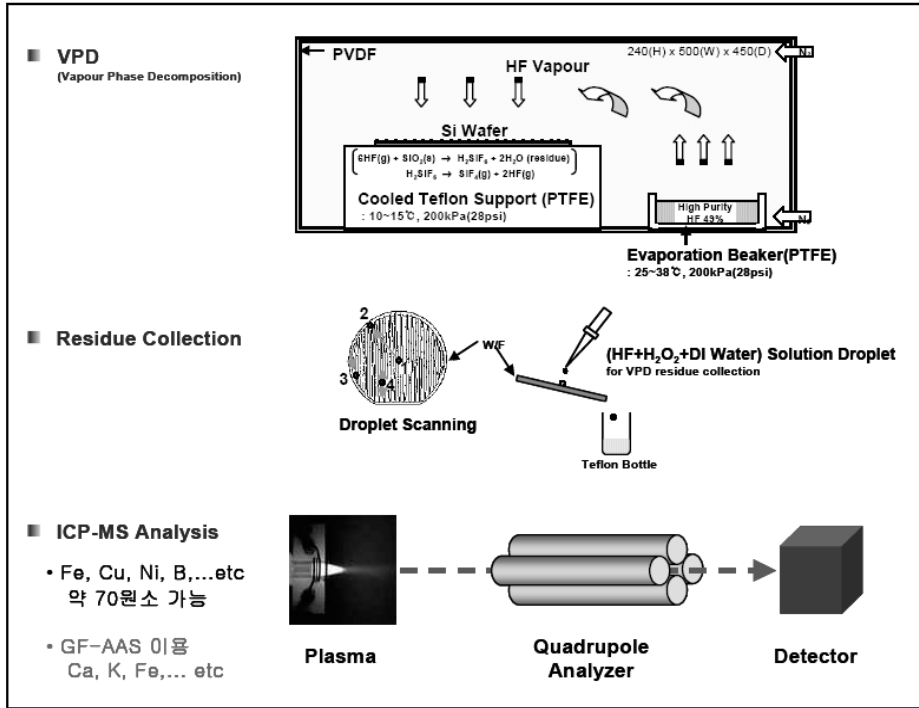 VPD
(Vapour Phase Decomposition)
PVDF
240(H) x 500(W) x 450(D)
HF Vapour
Si Wafer
6HF(g) + SIO₂(s) → H₂SIF₆ + 2H₂O (residue)
H₂SIF₆ → SIF₄(g) + 2HF(g)
Cooled Teflon Support (PTFE)
: 10~15℃, 200kPa(28psi)
High Purity
HF 49%
Evaporation Beaker(PTFE)
: 25~38℃, 200kPa(28psi)
Residue Collection
2
1
3
4
W/F
Droplet Scanning
(HF+H₂O₂+DI Water) Solution Droplet
for VPD residue collection
Teflon Bottle
ICP-MS Analysis
• Fe, Cu, Ni, B,...etc
약 70원소 가능
• GF-AAS 이용
Ca, K, Fe,... etc
Plasma
Quadrupole
Analyzer
Detector